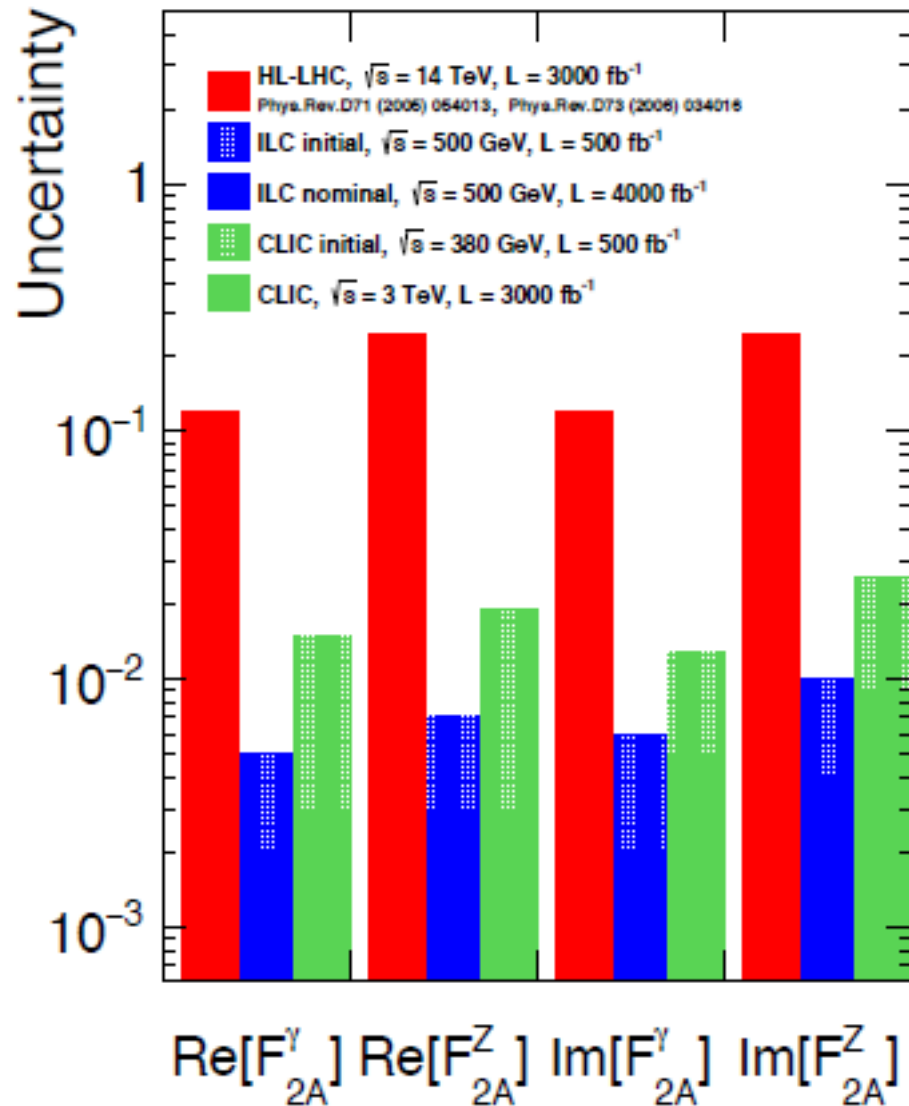 Uncertainty
HL-LHC, √s = 14 TeV, L = 3000 fb⁻¹
Phys.Rev.D71 (2005) 054013, Phys.Rev.D73 (2006) 034016
ILC initial, √s = 500 GeV, L = 500 fb⁻¹
ILC nominal, √s = 500 GeV, L = 4000 fb⁻¹
CLIC initial, √s = 380 GeV, L = 500 fb⁻¹
CLIC, √s = 3 TeV, L = 3000 fb⁻¹
1
10⁻¹
10⁻²
10⁻³
Re[F^γ_2A] Re[F^Z_2A] Im[F^γ_2A] Im[F^Z_2A]